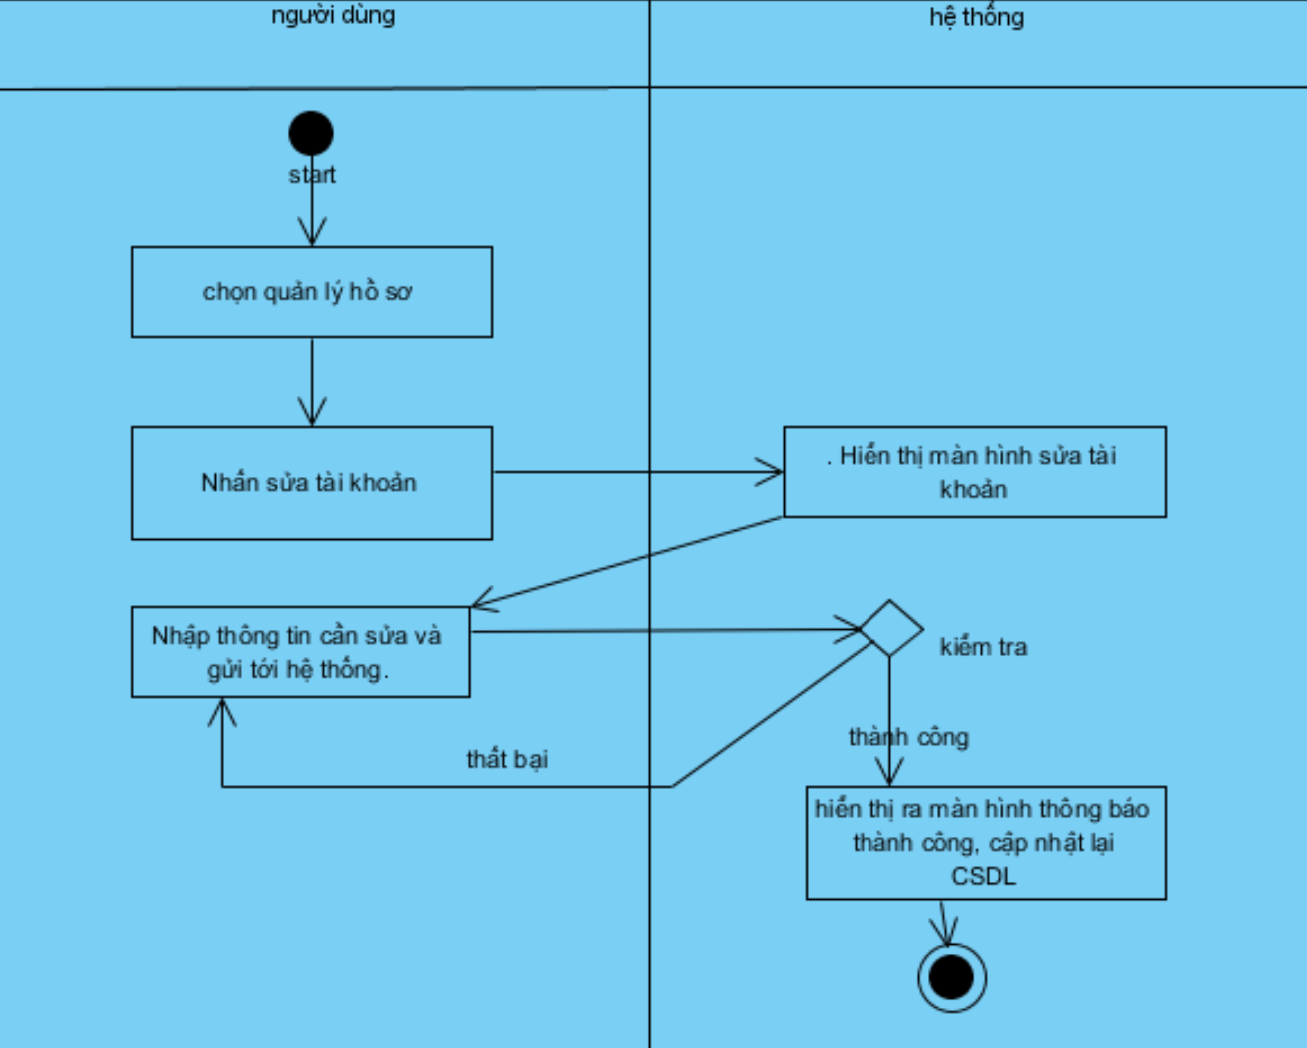 người dùng
hệ thống
start
chọn quản lý hồ sơ
Nhấn sửa tài khoản
. Hiển thị màn hình sửa tài
khoản
Nhập thông tin cần sửa và
gửi tới hệ thống.
kiểm tra
thành công
thất bại
hiển thị ra màn hình thông báo
thành công, cập nhật lại
CSDL